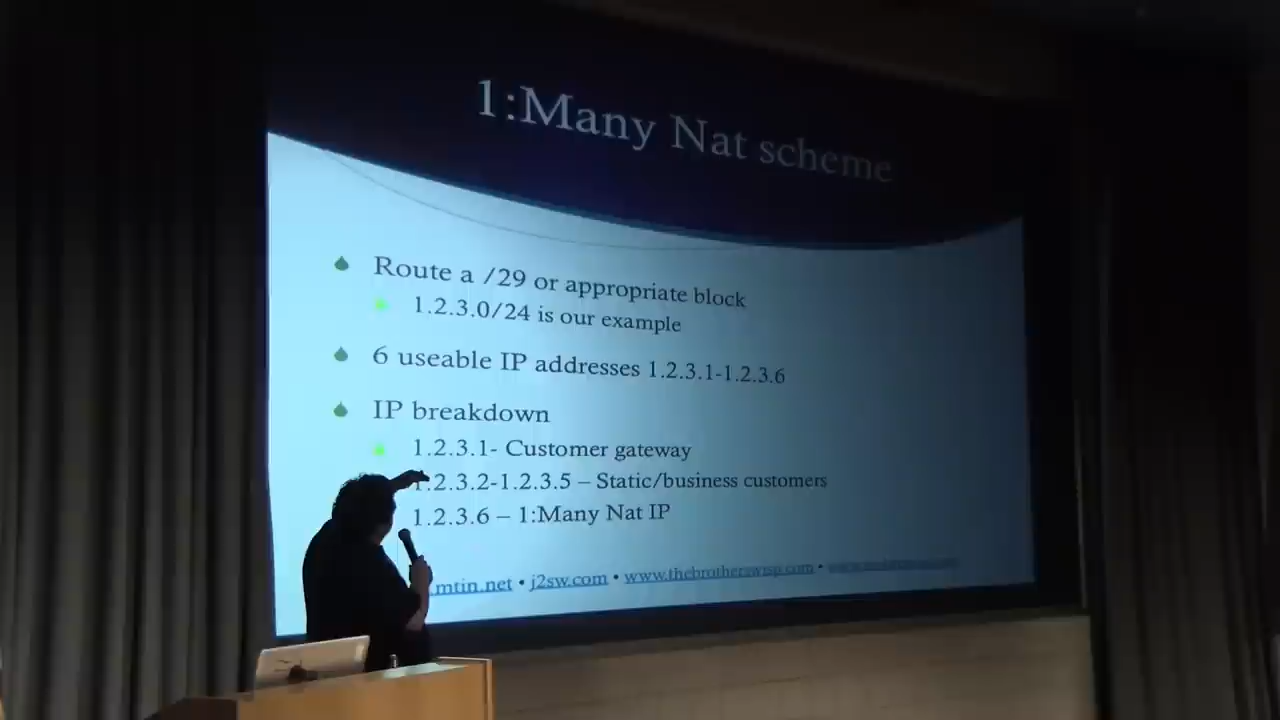 1:Many Nat scheme
Route a /29 or appropriate block
1.2.3.0/24 is our example
6 useable IP addresses 1.2.3.1-1.2.3.6
IP breakdown
1.2.3.1- Customer gateway
1.2.3.2-1.2.3.5 – Static/business customers
1.2.3.6 – 1:Many Nat IP
.mtin.net • j2sw.com • www.thebrotherswisp.com •